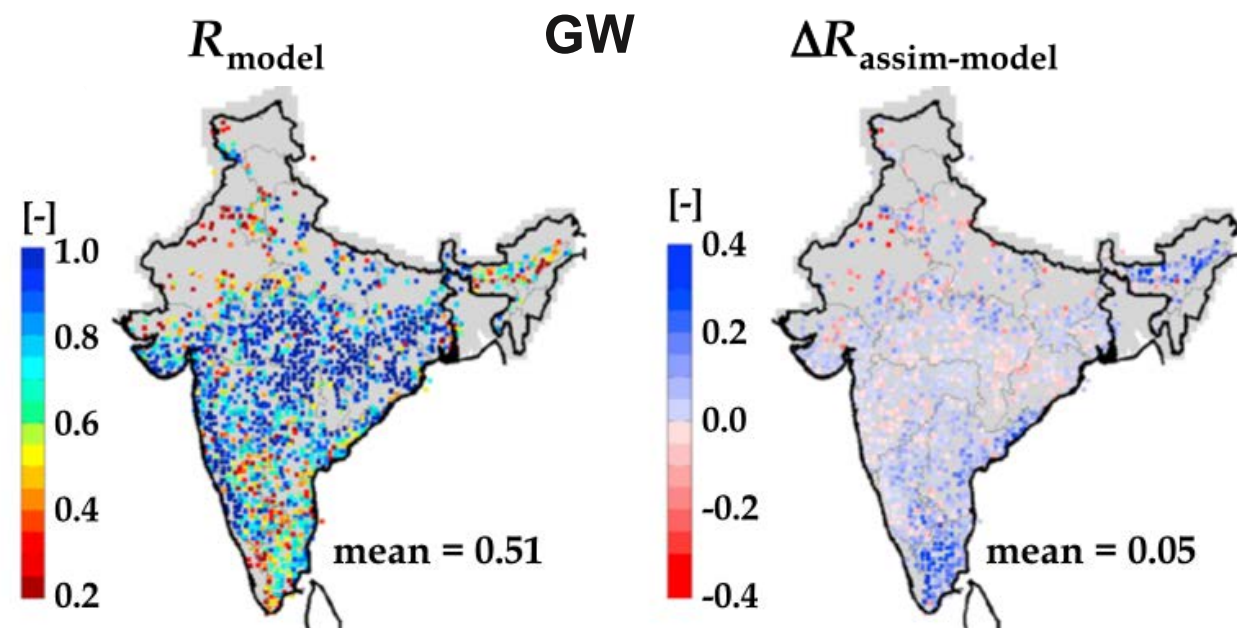 R model
GW
ΔR assim-model
[-]
1.0
0.8
0.6
0.4
0.2
mean = 0.51
[-]
0.4
0.2
0.0
-0.2
-0.4
mean = 0.05